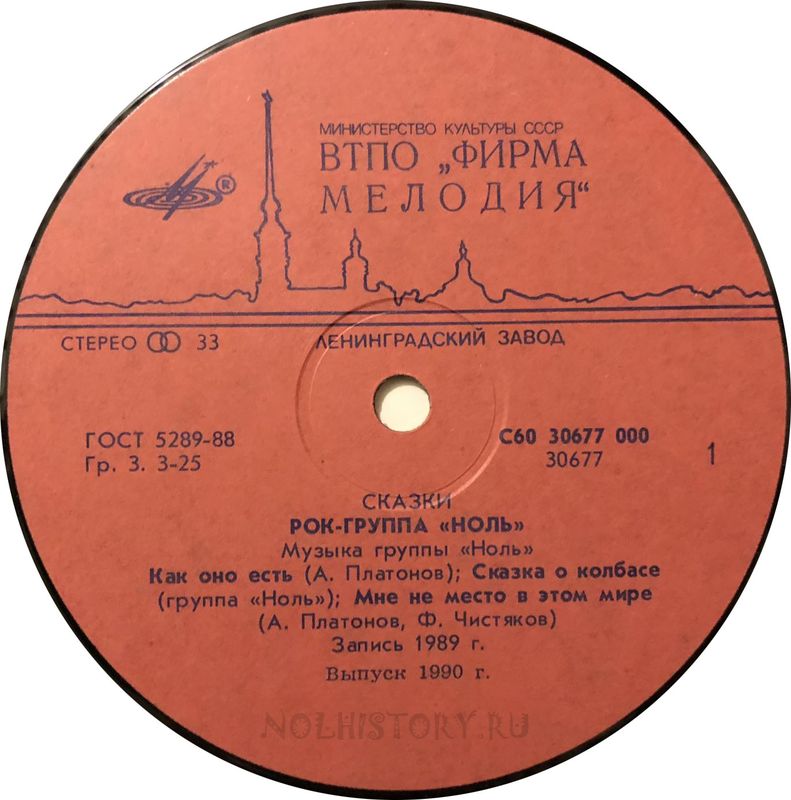 МИНИСТЕРСТВО КУЛЬТУРЫ СССР
ВТПО „ФИРМА
МЕЛОДИЯ“
®
СТЕРЕО 33
ЛЕНИНГРАДСКИЙ ЗАВОД
ГОСТ 5289-88
Гр. 3. 3-25
С60 30677 000
30677
1
СКАЗКИ
РОК-ГРУППА «НОЛЬ»
Музыка группы «Ноль»
Как оно есть (А. Платонов); Сказка о колбасе
(группа «Ноль»); Мне не место в этом мире
(А. Платонов, Ф. Чистяков)
Запись 1989 г.
Выпуск 1990 г.
NOLHISTORY.RU